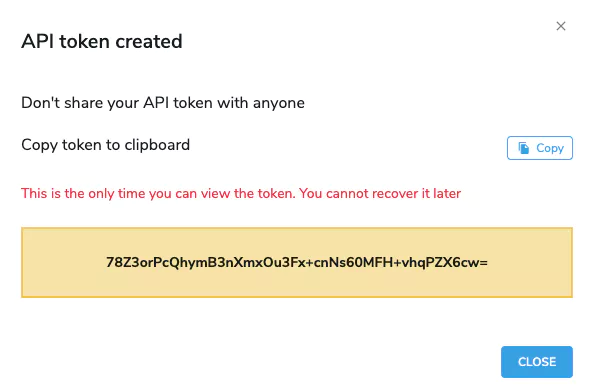 API token created
Don't share your API token with anyone
Copy token to clipboard
Copy
This is the only time you can view the token. You cannot recover it later
78Z3orPcQhymB3nXmxOu3Fx+cnNs60MFH+vhqPZX6cw=
CLOSE